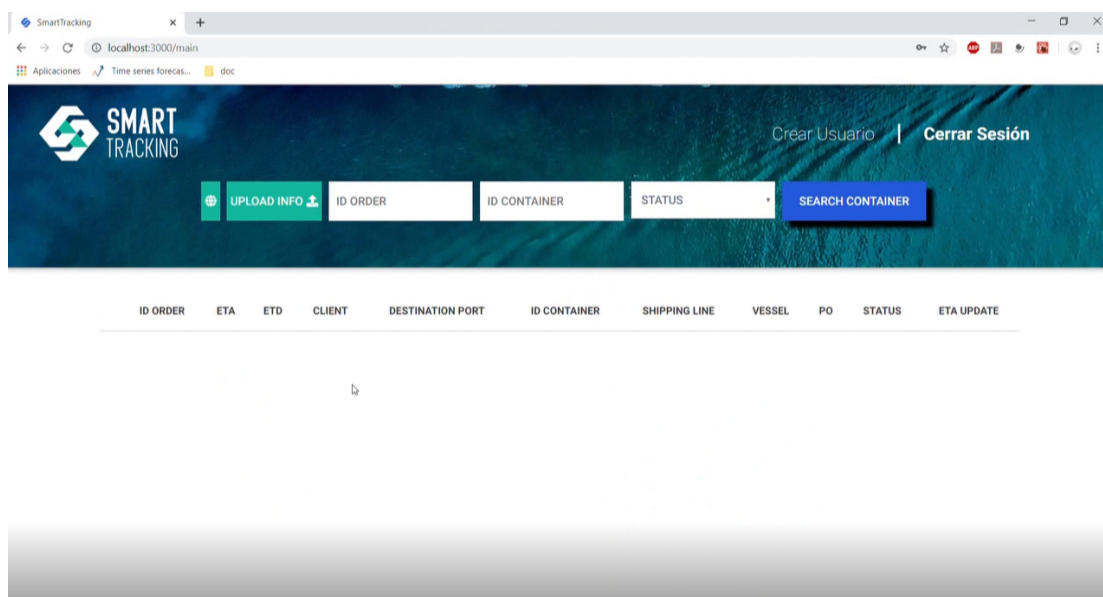 SmartTracking
localhost:3000/main
Aplicaciones Time series forecas... doc
SMART
TRACKING
Crear Usuario | Cerrar Sesión
UPLOAD INFO ID ORDER ID CONTAINER STATUS SEARCH CONTAINER
ID ORDER ETA ETD CLIENT DESTINATION PORT ID CONTAINER SHIPPING LINE VESSEL PO STATUS ETA UPDATE